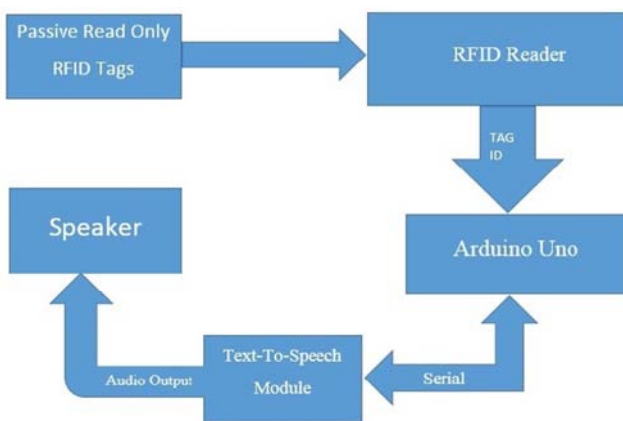 Passive Read Only
RFID Tags
RFID Reader
TAG
ID
Speaker
Arduino Uno
Text-To-Speech
Module
Audio Output
Serial